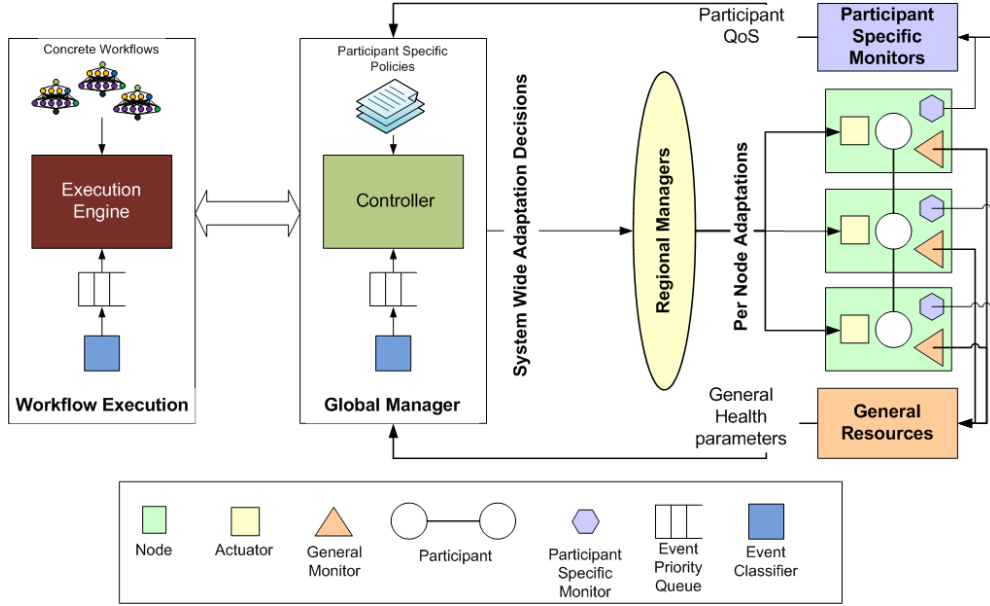 Concrete Workflows
Execution
Engine
Workflow Execution
Participant Specific
Policies
Controller
Global Manager
System Wide Adaptation Decisions
Regional Managers
Per Node Adaptations
Participant
QoS
Participant
Specific
Monitors
General
Health
parameters
General
Resources
Node
Actuator
General
Monitor
Participant
Participant
Specific
Monitor
Event
Priority
Queue
Event
Classifier